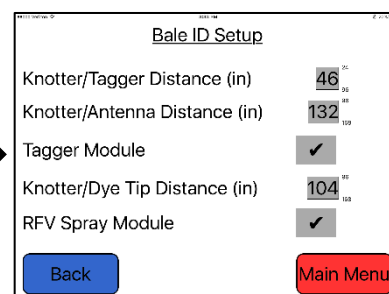 Bale ID Setup
Knotter/Tagger Distance (in) 46
Knotter/Antenna Distance (in) 132
Tagger Module ✔
Knotter/Dye Tip Distance (in) 104
RFV Spray Module ✔
Back Main Menu